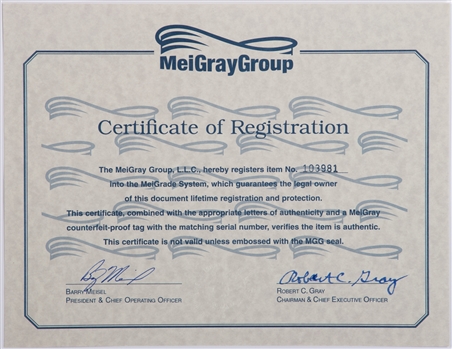 MeiGrayGroup
Certificate of Registration
The MeiGray Group, L.L.C., hereby registers item No. 103981
into the MeiGrade System, which guarantees the legal owner
of this document lifetime registration and protection.
This certificate, combined with the appropriate letters of authenticity and a MeiGray
counterfeit-proof tag with the matching serial number, verifies the item is authentic.
This certificate is not valid unless embossed with the MGG seal.
Barry Meisel
President & Chief Operating Officer
Robert C. Gray
Robert C. Gray
Chairman & Chief Executive Officer